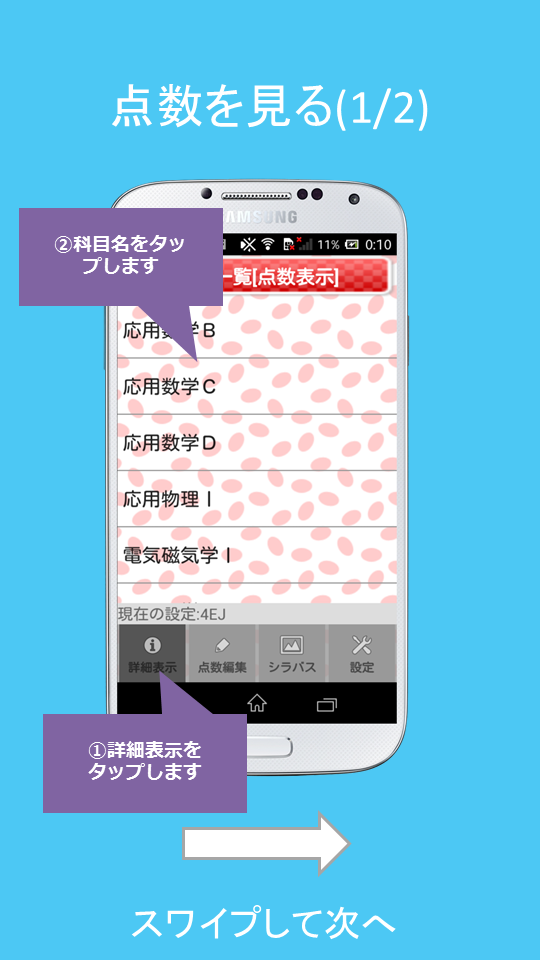 点数を見る(1/2)
SAMSUNG
②科目名をタッ
プします
11% 0:10
一覧[点数表示]
応用数学B
応用数学C
応用数学D
応用物理Ⅰ
電気磁気学Ⅰ
現在の設定:4EJ
詳細表示 点数編集 シラバス 設定
①詳細表示を
タップします
スワイプして次へ